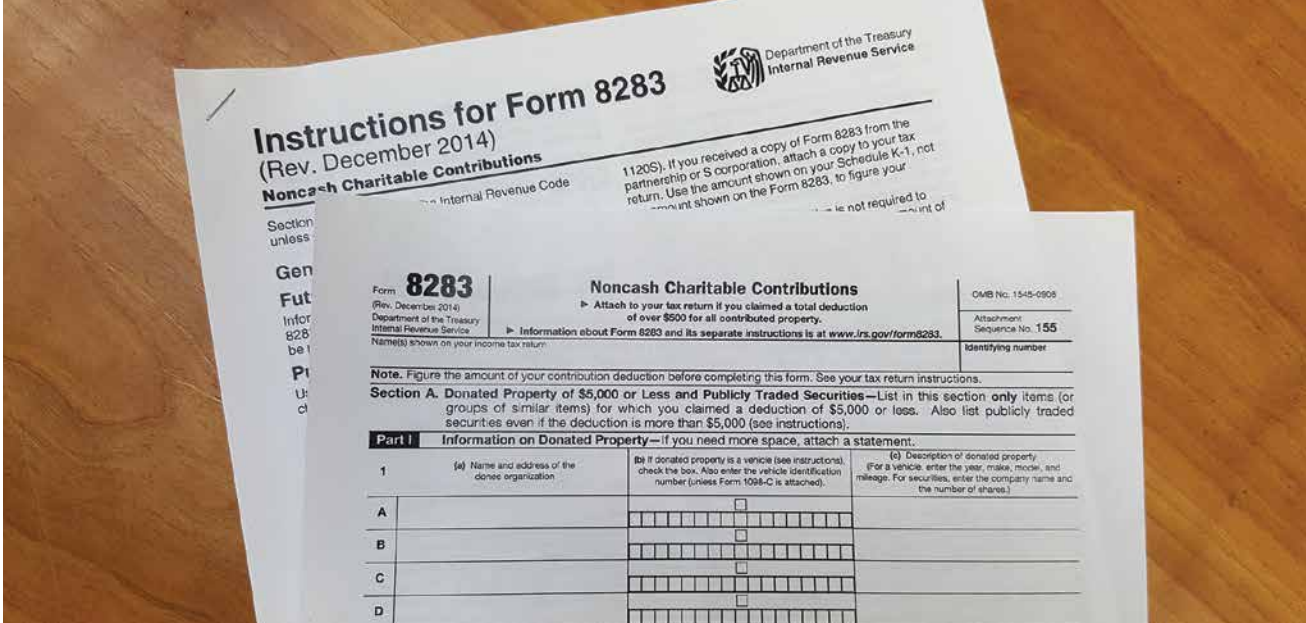 Department of the Treasury
Internal Revenue Service
Instructions for Form 8283
(Rev. December 2014)
Noncash Charitable Contributions
Internal Revenue Code
Section
unless
Gen
Fut
Infor
828
be
1120S). If you received a copy of Form 8283 from the
partnership or S corporation, attach a copy to your tax
return. Use the amount shown on your Schedule K-1, not
amount shown on the Form 8283, to figure your
is not required to
amount of
Form 8283
(Rev. December 2014)
Department of the Treasury
Internal Revenue Service
Noncash Charitable Contributions
▶ Attach to your tax return if you claimed a total deduction
of over $500 for all contributed property.
▶ Information about Form 8283 and its separate instructions is at www.irs.gov/form8283.
OMB No. 1545-0908
Attachment
Sequence No. 155
Name(s) shown on your income tax return
Identifying number
Note. Figure the amount of your contribution deduction before completing this form. See your tax return instructions.
Section A. Donated Property of $5,000 or Less and Publicly Traded Securities—List in this section only items (or
groups of similar items) for which you claimed a deduction of $5,000 or less. Also list publicly traded
securities even if the deduction is more than $5,000 (see instructions).
Part I Information on Donated Property—If you need more space, attach a statement.
1
(a) Name and address of the
donee organization
(b) If donated property is a vehicle (see instructions),
check the box. Also enter the vehicle identification
number (unless Form 1098-C is attached).
(c) Description of donated property
(For a vehicle, enter the year, make, model, and
mileage. For securities, enter the company name and
the number of shares.)
A
B
C
D